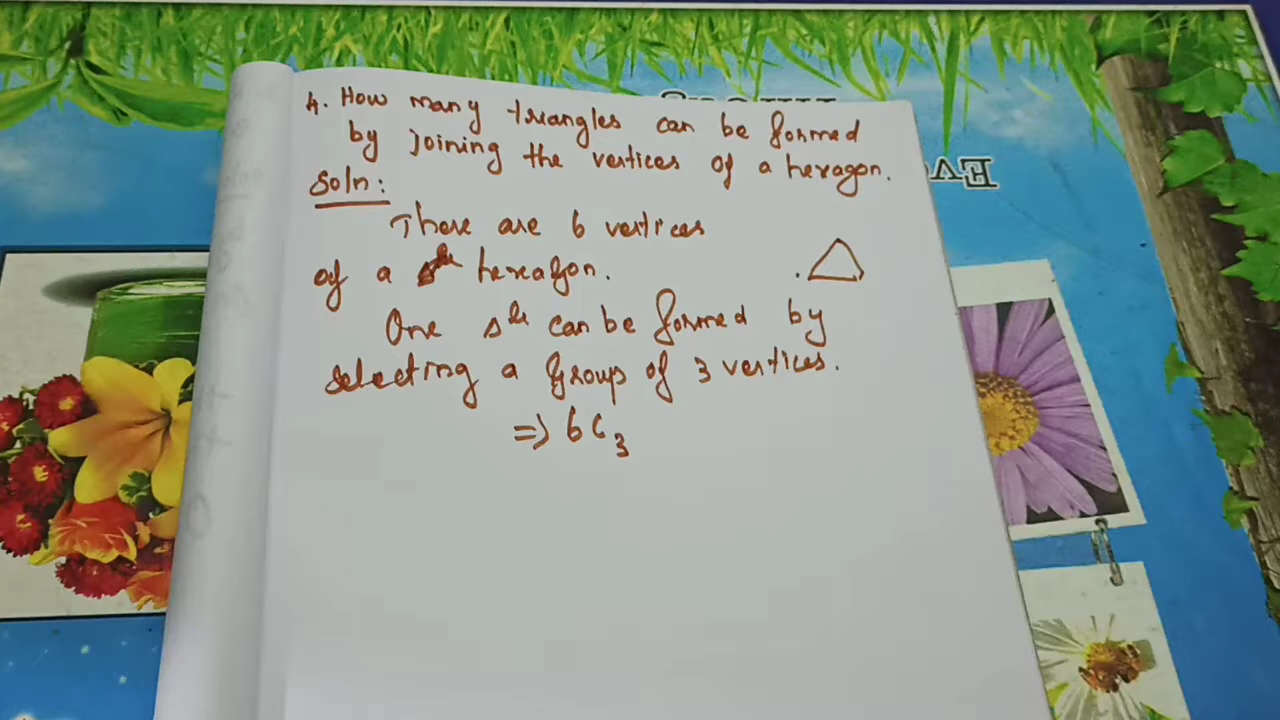 4. How many triangles can be formed
by joining the vertices of a hexagon.
Soln:
There are 6 vertices
of a hexagon.
One Δle can be formed by
selecting a Group of 3 vertices.
=> 6C3